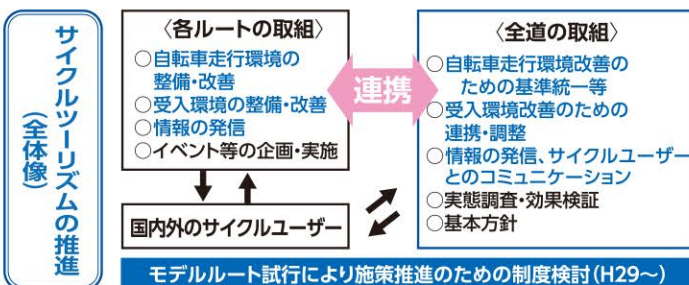 サイクルツーリズムの推進
(全体像)
〈各ルートの取組〉
○自転車走行環境の
整備・改善
○受入環境の整備・改善
○情報の発信
○イベント等の企画・実施
連携
〈全道の取組〉
○自転車走行環境改善の
ための基準統一等
○受入環境改善のための
連携・調整
○情報の発信、サイクルユーザー
とのコミュニケーション
○実態調査・効果検証
○基本方針
国内外のサイクルユーザー
モデルルート試行により施策推進のための制度検討(H29～)